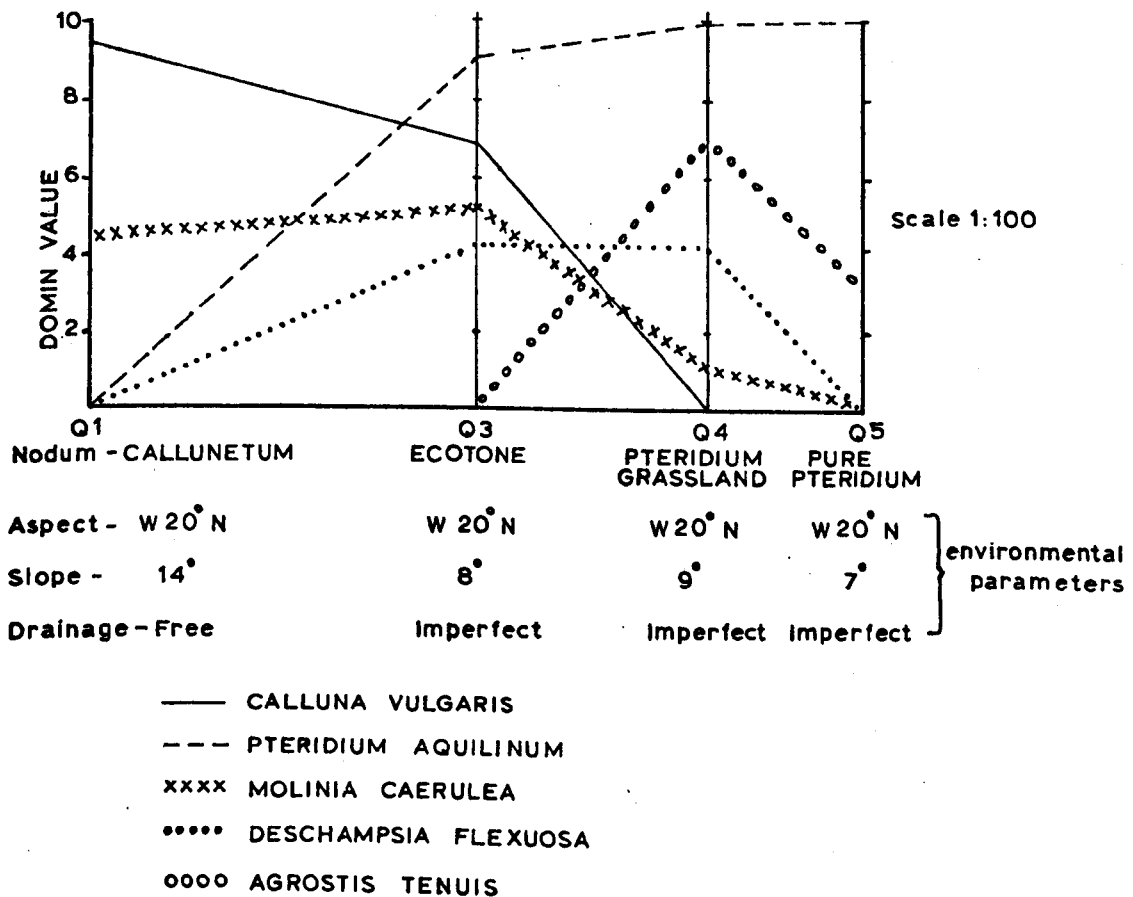 10
8
6
4
2
DOMIN VALUE
Scale 1:100
Q1 Q3 Q4 Q5
Nodum - CALLUNETUM ECOTONE PTERIDIUM GRASSLAND PURE PTERIDIUM
Aspect - W 20° N W 20° N W 20° N W 20° N
Slope - 14° 8° 9° 7°
Drainage - Free Imperfect Imperfect Imperfect
environmental
parameters
CALLUNA VULGARIS
PTERIDIUM AQUILINUM
xxxx MOLINIA CAERULEA
DESCHAMPSIA FLEXUOSA
oooo AGROSTIS TENUIS